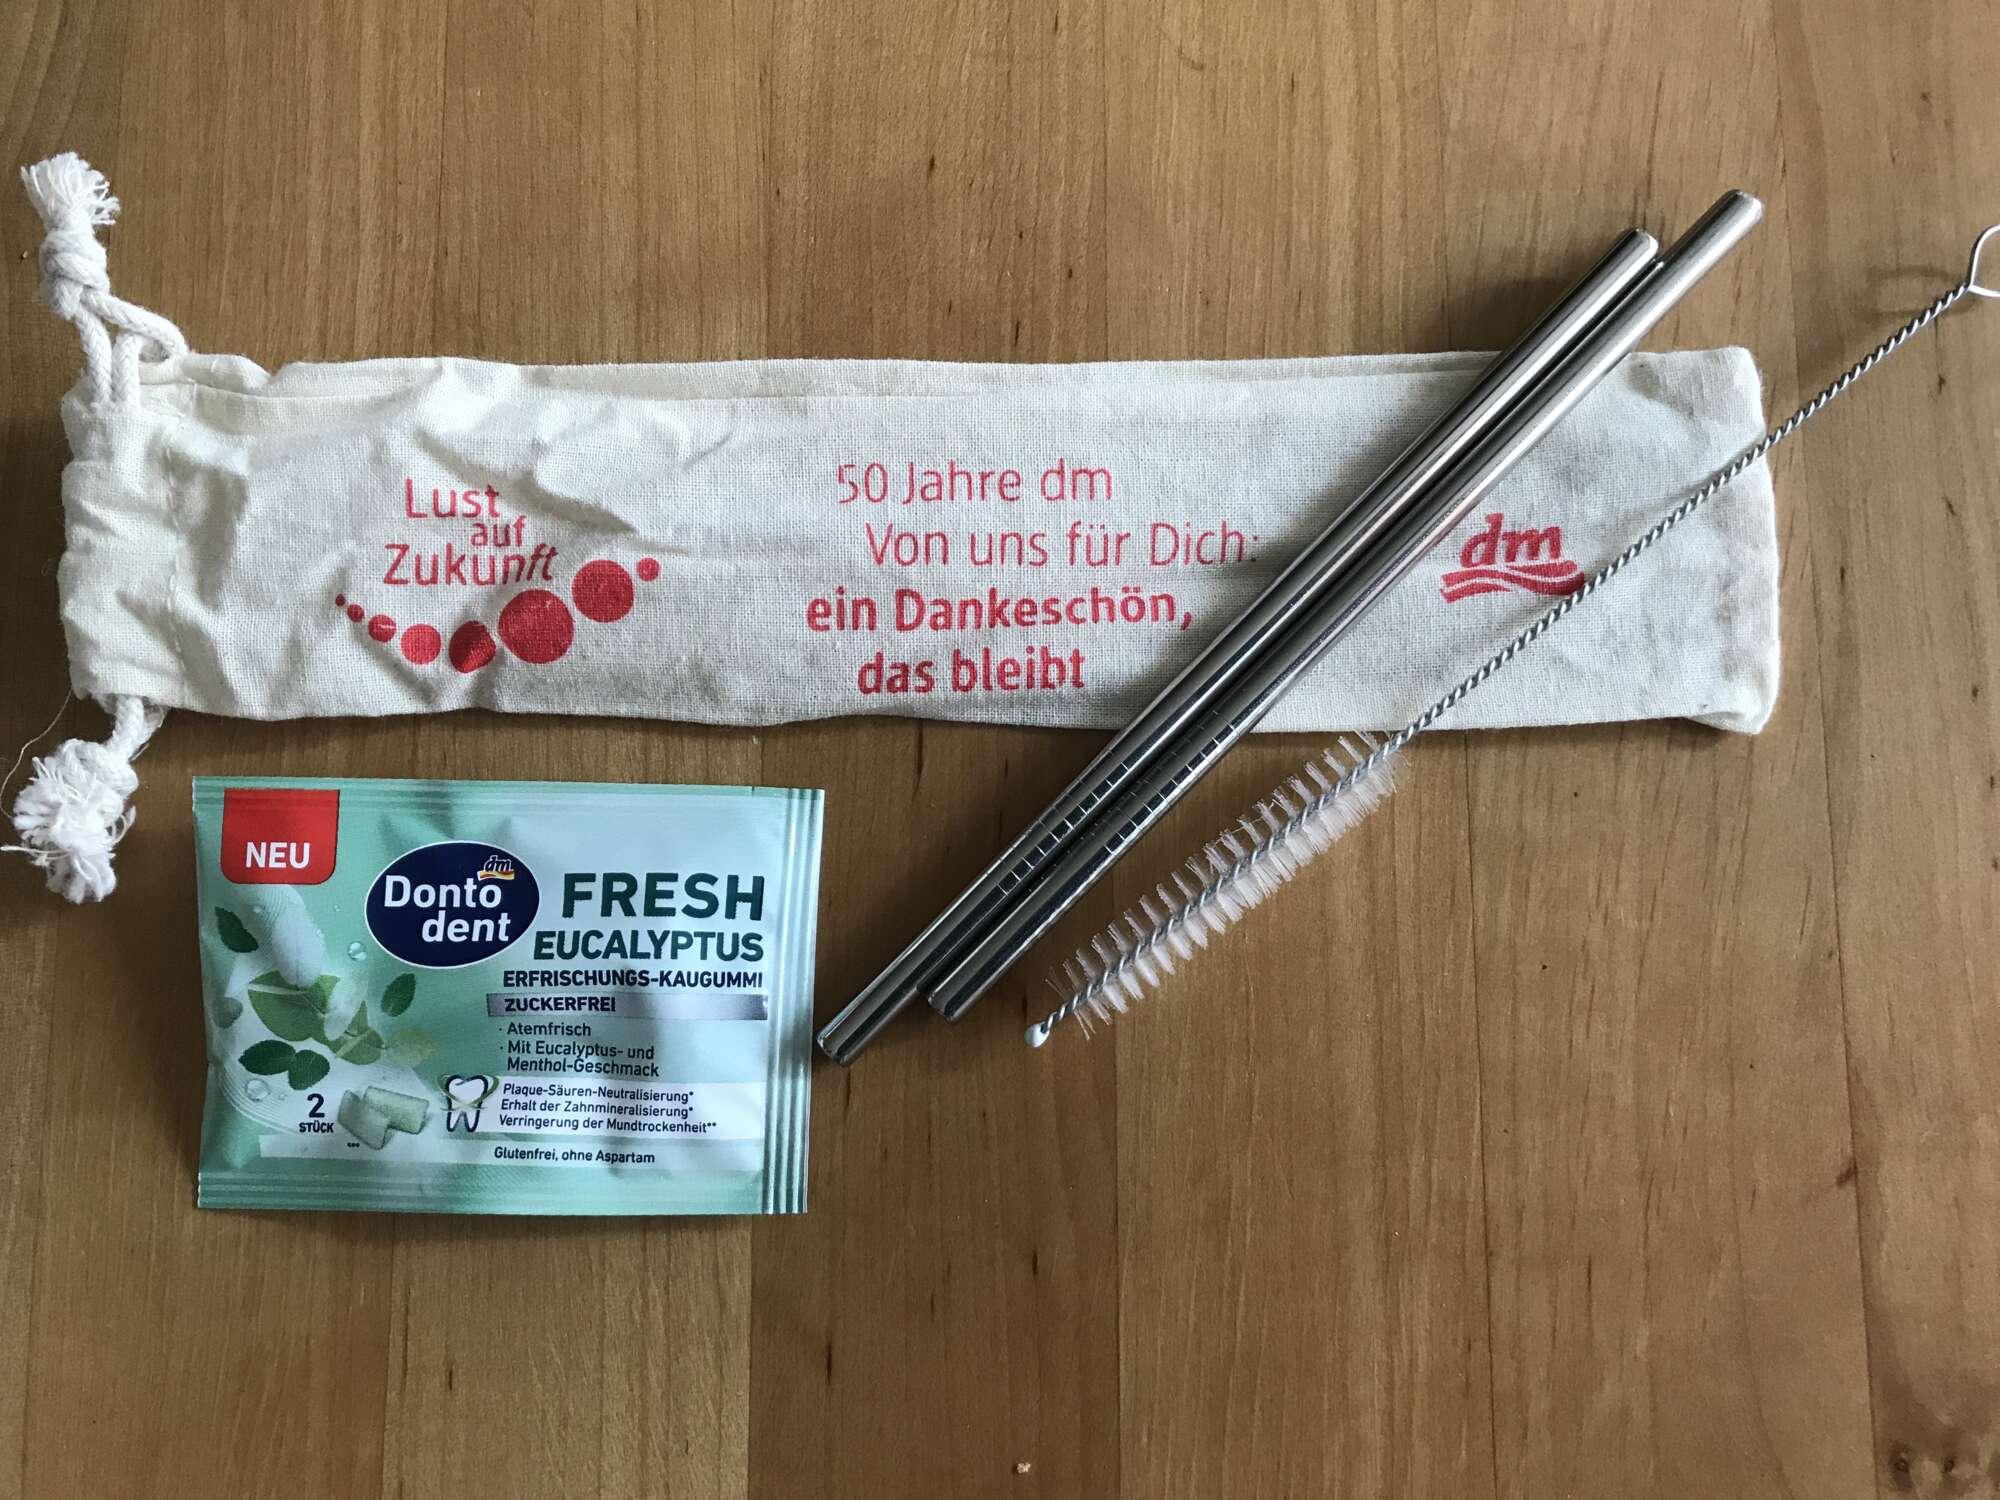 Lust
auf
Zukunft
50 Jahre dm
Von uns für Dich:
ein Dankeschön,
das bleibt
dm
NEU
dm
Donto
dent
FRESH
EUCALYPTUS
ERFRISCHUNGS-KAUGUMMI
ZUCKERFREI
· Atemfrisch
· Mit Eucalyptus- und
Menthol-Geschmack
Plaque-Säuren-Neutralisierung*
Erhalt der Zahnmineralisierung*
Verringerung der Mundtrockenheit**
2
STÜCK
Glutenfrei, ohne Aspartam